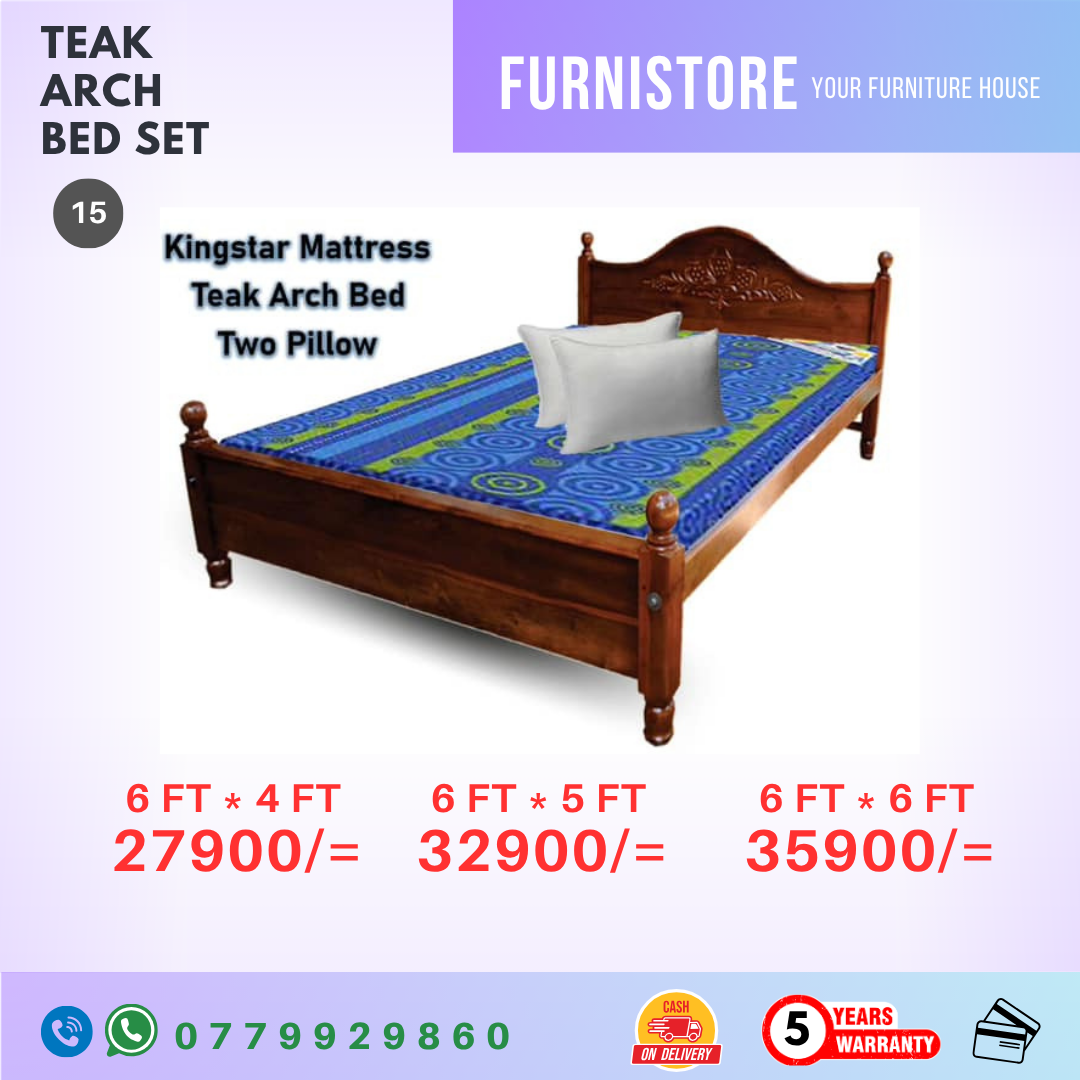 TEAK
ARCH
BED SET
FURNISTORE YOUR FURNITURE HOUSE
15
Kingstar Mattress
Teak Arch Bed
Two Pillow
6 FT * 4 FT
27900/=
6 FT * 5 FT
32900/=
6 FT * 6 FT
35900/=
0779929860
CASH
ON DELIVERY
5 YEARS
WARRANTY